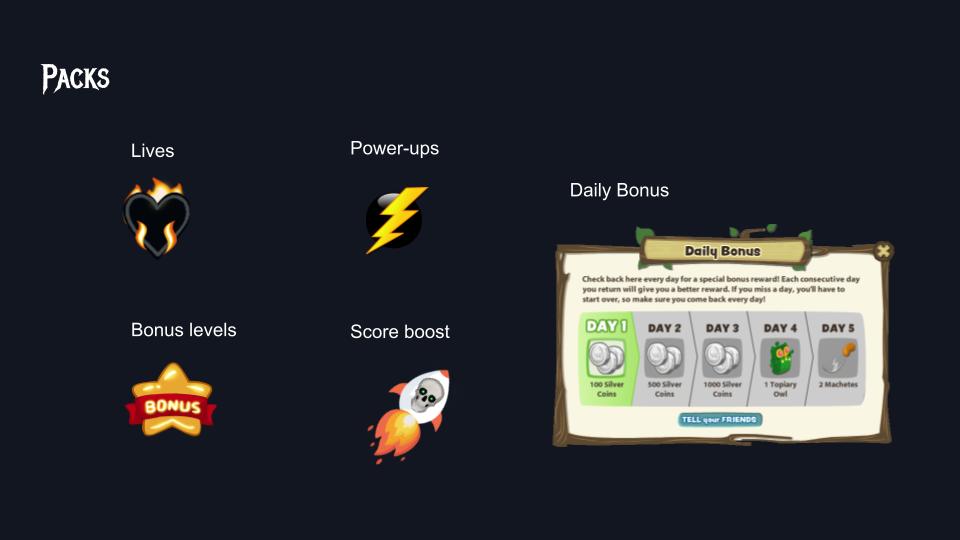 Packs
Lives
Power-ups
Daily Bonus
Bonus levels
BONUS
Score boost
Daily Bonus
Check back here every day for a special bonus reward! Each consecutive day
you return will give you a better reward. If you miss a day, you'll have to
start over, so make sure you come back every day!
DAY 1
100 Silver
Coins
DAY 2
500 Silver
Coins
DAY 3
1000 Silver
Coins
DAY 4
1 Topiary
Owl
DAY 5
2 Machetes
TELL your FRIENDS